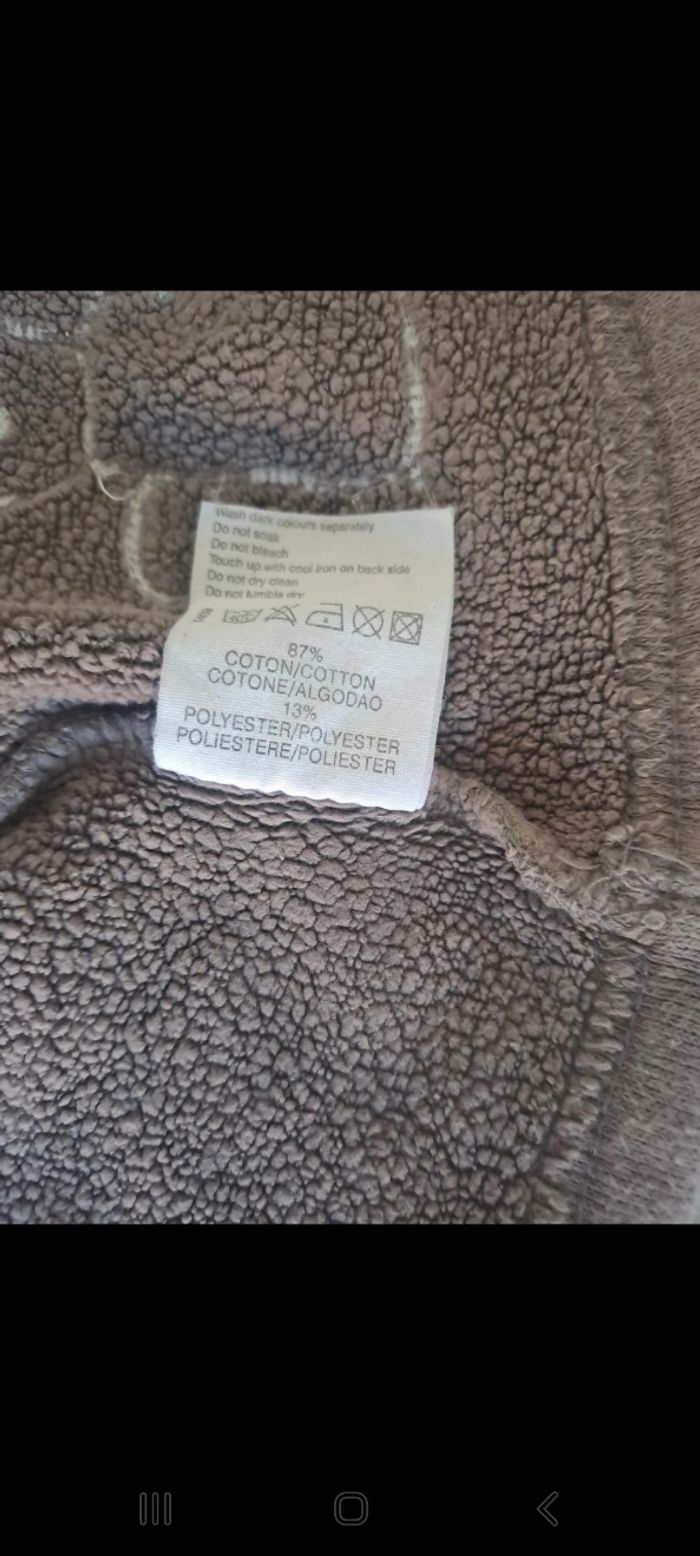 Wash dark colours separately
Do not soak
Do not bleach
Touch up with cool iron on back side
Do not dry clean
Do not tumble dry
40
87%
COTON/COTTON
COTONE/ALGODAO
13%
POLYESTER/POLYESTER
POLIESTERE/POLIESTER